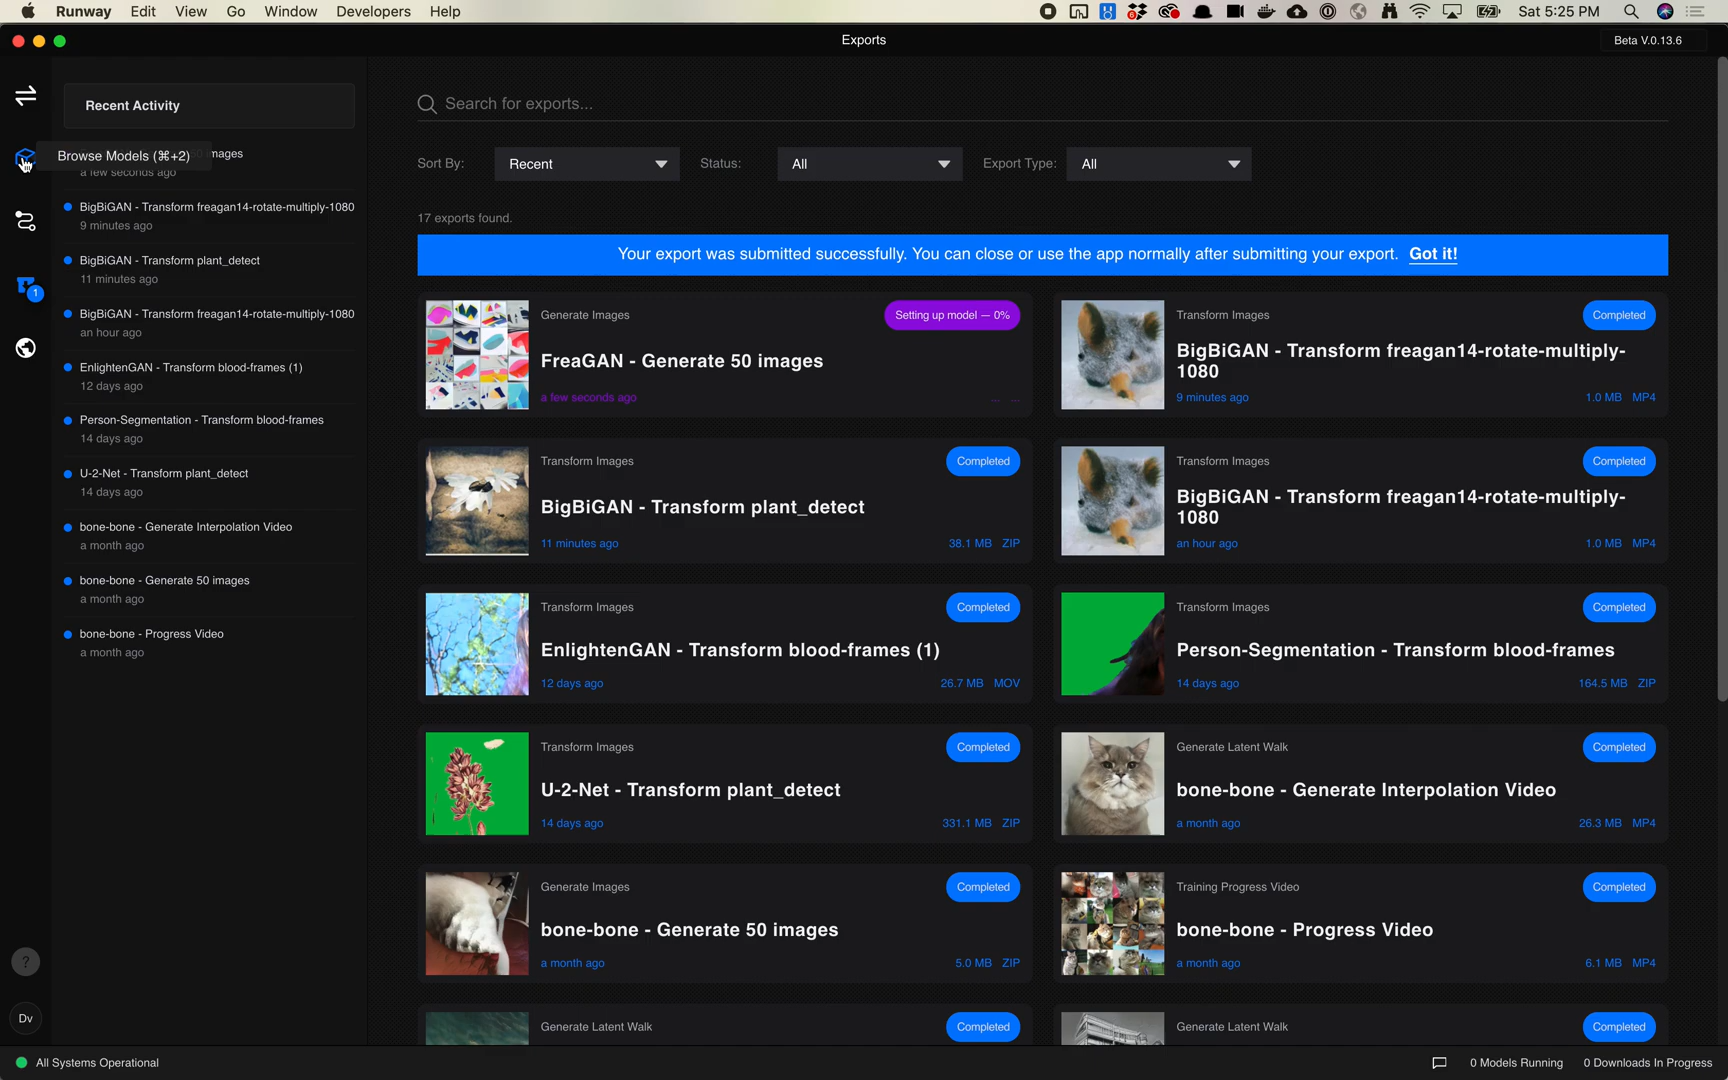 Runway Edit View Go Window Developers Help
6
Sat 5:25 PM
Exports
Beta V.0.13.6
Recent Activity
Browse Models (⌘+2)
images
a few seconds ago
BigBiGAN - Transform freagan14-rotate-multiply-1080
9 minutes ago
BigBiGAN - Transform plant_detect
11 minutes ago
BigBiGAN - Transform freagan14-rotate-multiply-1080
an hour ago
EnlightenGAN - Transform blood-frames (1)
12 days ago
Person-Segmentation - Transform blood-frames
14 days ago
U-2-Net - Transform plant_detect
14 days ago
bone-bone - Generate Interpolation Video
a month ago
bone-bone - Generate 50 images
a month ago
bone-bone - Progress Video
a month ago
1
?
Dv
Search for exports...
Sort By: Recent Status: All Export Type: All
17 exports found.
Your export was submitted successfully. You can close or use the app normally after submitting your export. Got it!
Generate Images
Setting up model — 0%
FreaGAN - Generate 50 images
a few seconds ago
... ...
Transform Images
Completed
BigBiGAN - Transform freagan14-rotate-multiply-
1080
9 minutes ago
1.0 MB MP4
Transform Images
Completed
BigBiGAN - Transform plant_detect
11 minutes ago
38.1 MB ZIP
Transform Images
Completed
BigBiGAN - Transform freagan14-rotate-multiply-
1080
an hour ago
1.0 MB MP4
Transform Images
Completed
EnlightenGAN - Transform blood-frames (1)
12 days ago
26.7 MB MOV
Transform Images
Completed
Person-Segmentation - Transform blood-frames
14 days ago
164.5 MB ZIP
Transform Images
Completed
U-2-Net - Transform plant_detect
14 days ago
331.1 MB ZIP
Generate Latent Walk
Completed
bone-bone - Generate Interpolation Video
a month ago
26.3 MB MP4
Generate Images
Completed
bone-bone - Generate 50 images
a month ago
5.0 MB ZIP
Training Progress Video
Completed
bone-bone - Progress Video
a month ago
6.1 MB MP4
Generate Latent Walk
Completed
Generate Latent Walk
Completed
All Systems Operational
0 Models Running
0 Downloads In Progress